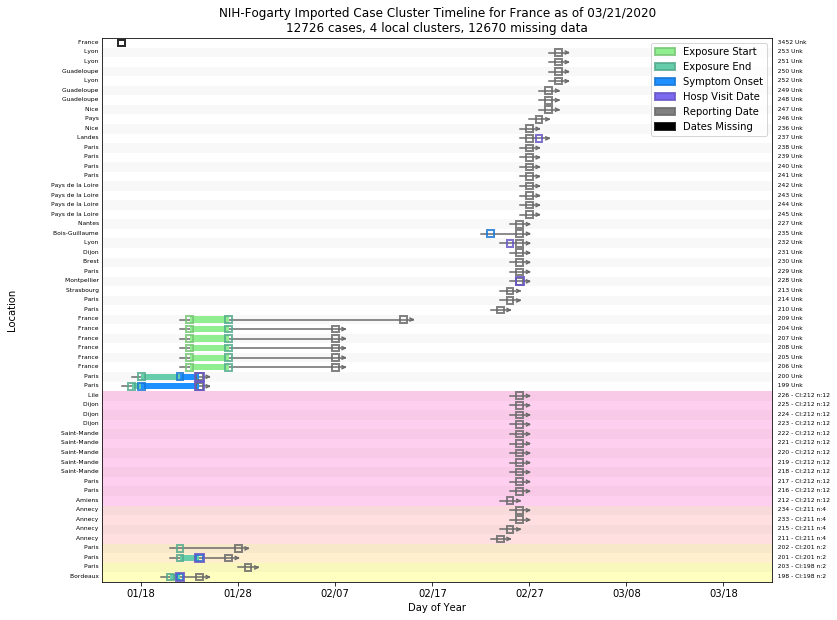 NIH-Fogarty Imported Case Cluster Timeline for France as of 03/21/2020
12726 cases, 4 local clusters, 12670 missing data
Exposure Start
Exposure End
Symptom Onset
Hosp Visit Date
Reporting Date
Dates Missing
Location
France 3452 Unk
Lyon 253 Unk
Lyon 251 Unk
Guadeloupe 250 Unk
Lyon 252 Unk
Guadeloupe 249 Unk
Guadeloupe 248 Unk
Nice 247 Unk
Pays 246 Unk
Nice 236 Unk
Landes 237 Unk
Paris 238 Unk
Paris 239 Unk
Paris 240 Unk
Paris 241 Unk
Pays de la Loire 242 Unk
Pays de la Loire 243 Unk
Pays de la Loire 244 Unk
Pays de la Loire 245 Unk
Nantes 227 Unk
Bois-Guillaume 235 Unk
Lyon 232 Unk
Dijon 231 Unk
Brest 230 Unk
Paris 229 Unk
Montpellier 228 Unk
Strasbourg 213 Unk
Paris 214 Unk
Paris 210 Unk
France 209 Unk
France 204 Unk
France 207 Unk
France 208 Unk
France 205 Unk
France 206 Unk
Paris 200 Unk
Paris 199 Unk
Lille 226 - Cl:212 n:12
Dijon 225 - Cl:212 n:12
Dijon 224 - Cl:212 n:12
Dijon 223 - Cl:212 n:12
Saint-Mande 222 - Cl:212 n:12
Saint-Mande 221 - Cl:212 n:12
Saint-Mande 220 - Cl:212 n:12
Saint-Mande 219 - Cl:212 n:12
Saint-Mande 218 - Cl:212 n:12
Paris 217 - Cl:212 n:12
Paris 216 - Cl:212 n:12
Amiens 212 - Cl:212 n:12
Annecy 234 - Cl:211 n:4
Annecy 233 - Cl:211 n:4
Annecy 215 - Cl:211 n:4
Annecy 211 - Cl:211 n:4
Paris 202 - Cl:201 n:2
Paris 201 - Cl:201 n:2
Paris 203 - Cl:198 n:2
Bordeaux 198 - Cl:198 n:2
01/18 01/28 02/07 02/17 02/27 03/08 03/18
Day of Year